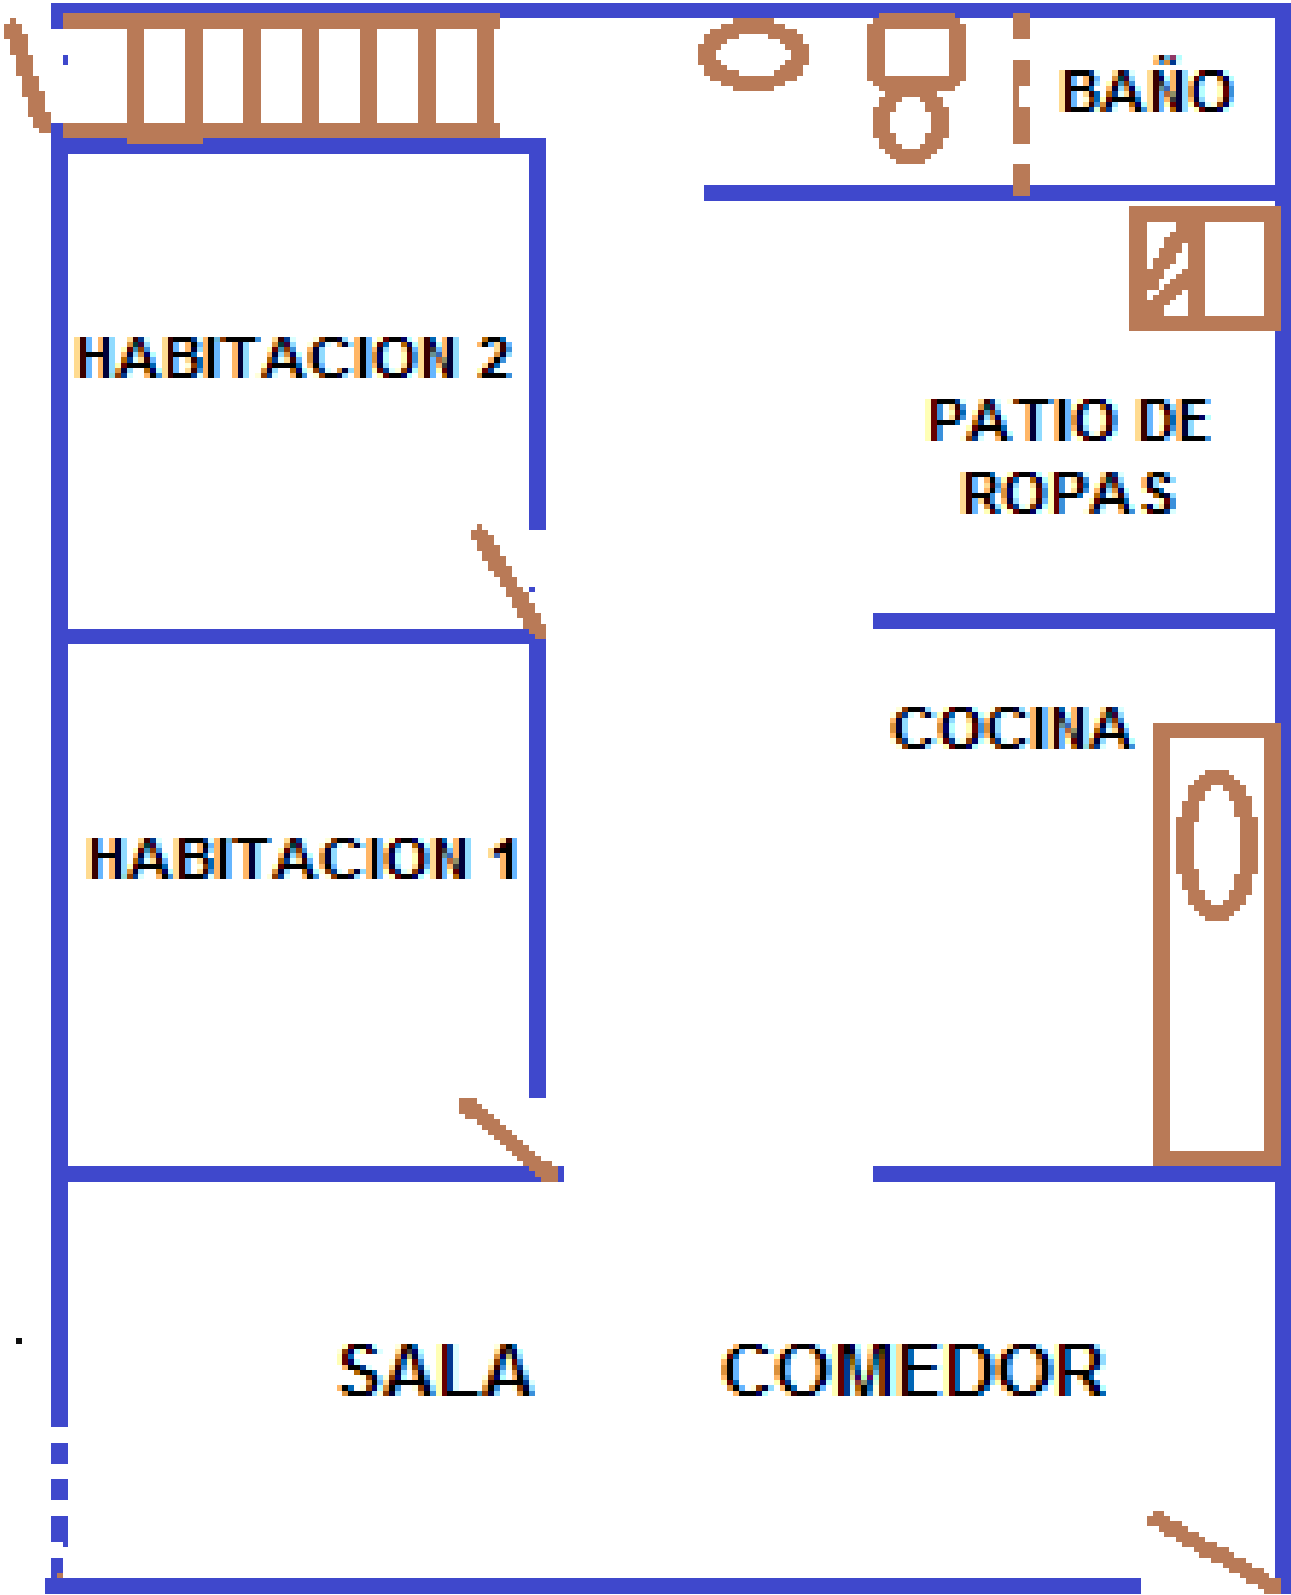 BAÑO
HABITACION 2
PATIO DE
ROPAS
COCINA
HABITACION 1
SALA
COMEDOR